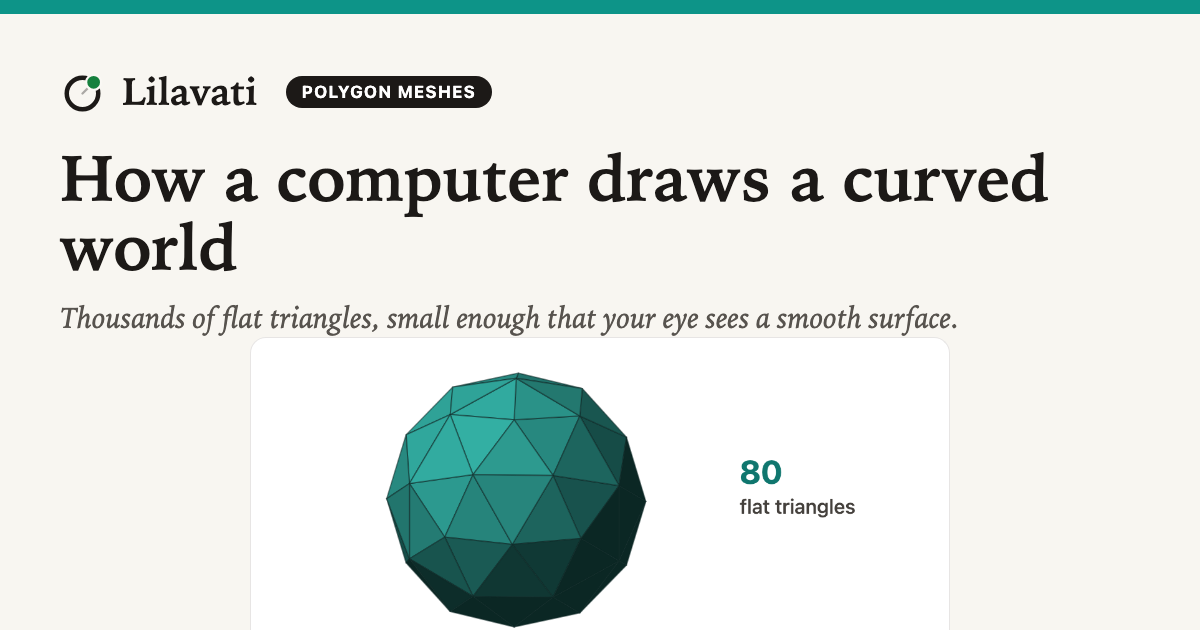 Lilavati
POLYGON MESHES
How a computer draws a curved
world
Thousands of flat triangles, small enough that your eye sees a smooth surface.
80
flat triangles